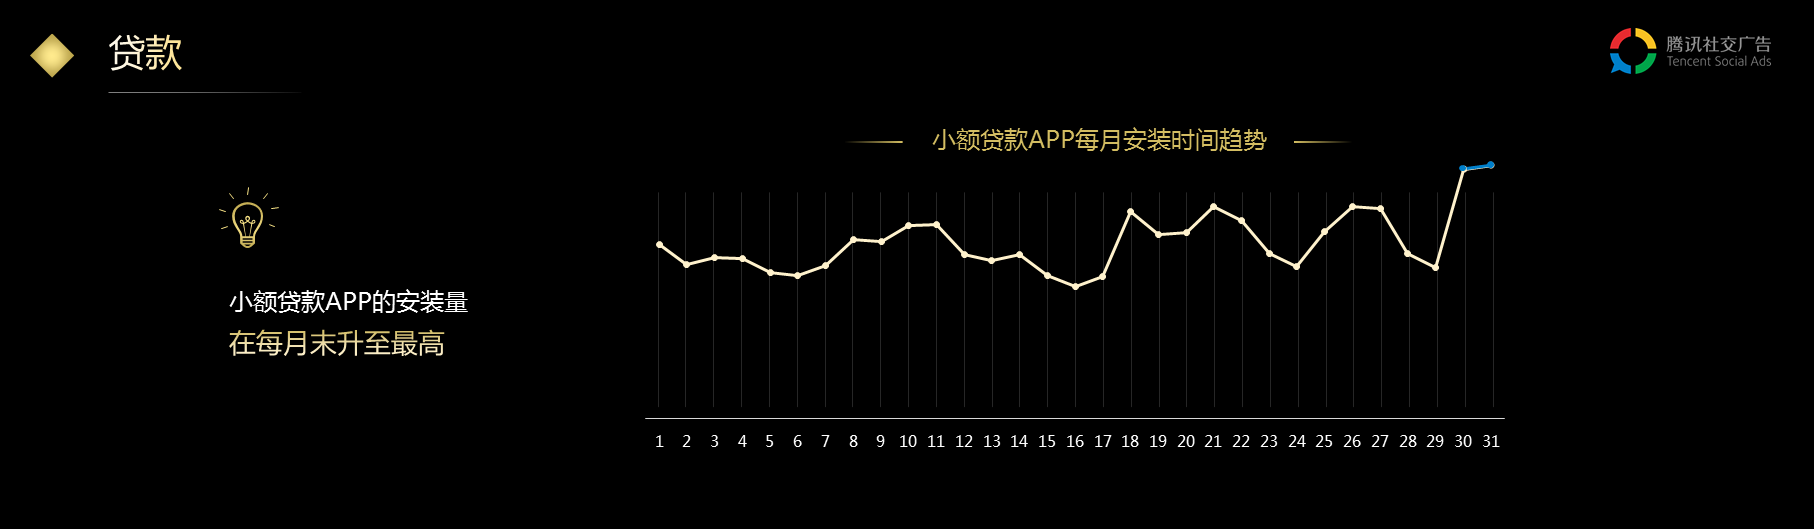 贷款
腾讯社交广告
Tencent Social Ads
小额贷款APP每月安装时间趋势
小额贷款APP的安装量
在每月末升至最高
1 2 3 4 5 6 7 8 9 10 11 12 13 14 15 16 17 18 19 20 21 22 23 24 25 26 27 28 29 30 31